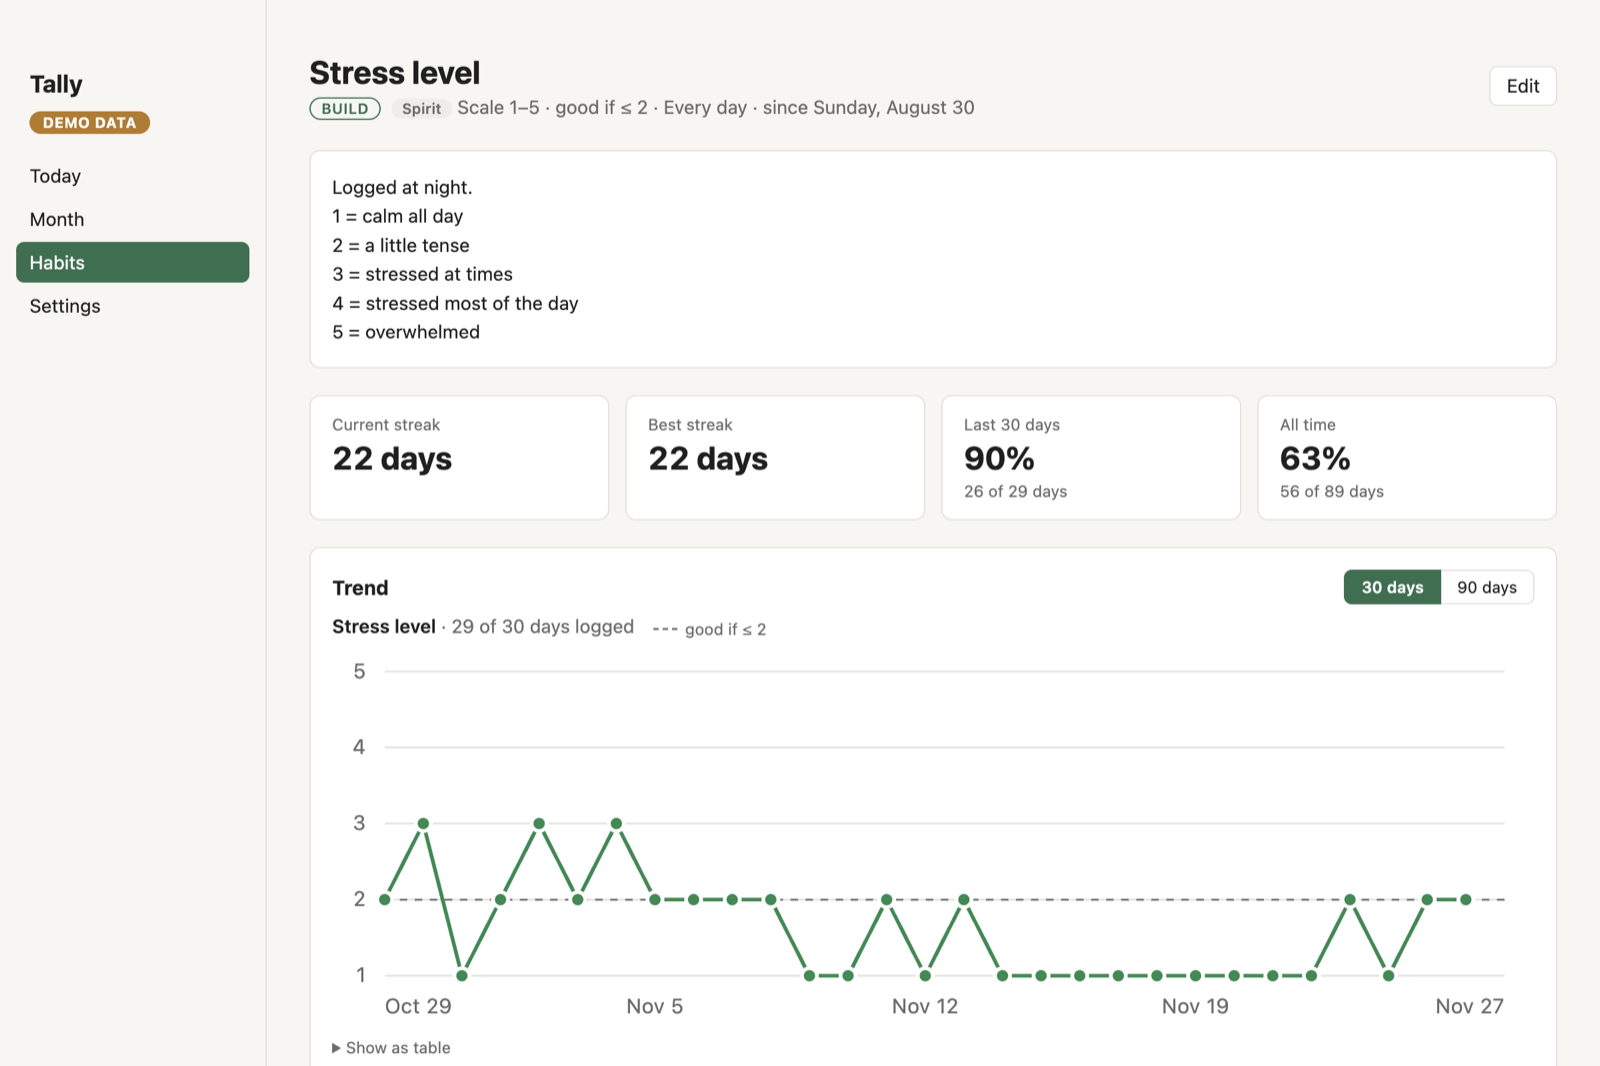 Tally
DEMO DATA
Today
Month
Habits
Settings
Stress level
Edit
BUILD Spirit Scale 1–5 · good if ≤ 2 · Every day · since Sunday, August 30
Logged at night.
1 = calm all day
2 = a little tense
3 = stressed at times
4 = stressed most of the day
5 = overwhelmed
Current streak
22 days
Best streak
22 days
Last 30 days
90%
26 of 29 days
All time
63%
56 of 89 days
Trend
30 days 90 days
Stress level · 29 of 30 days logged --- good if ≤ 2
5
4
3
2
1
Oct 29 Nov 5 Nov 12 Nov 19 Nov 27
Show as table